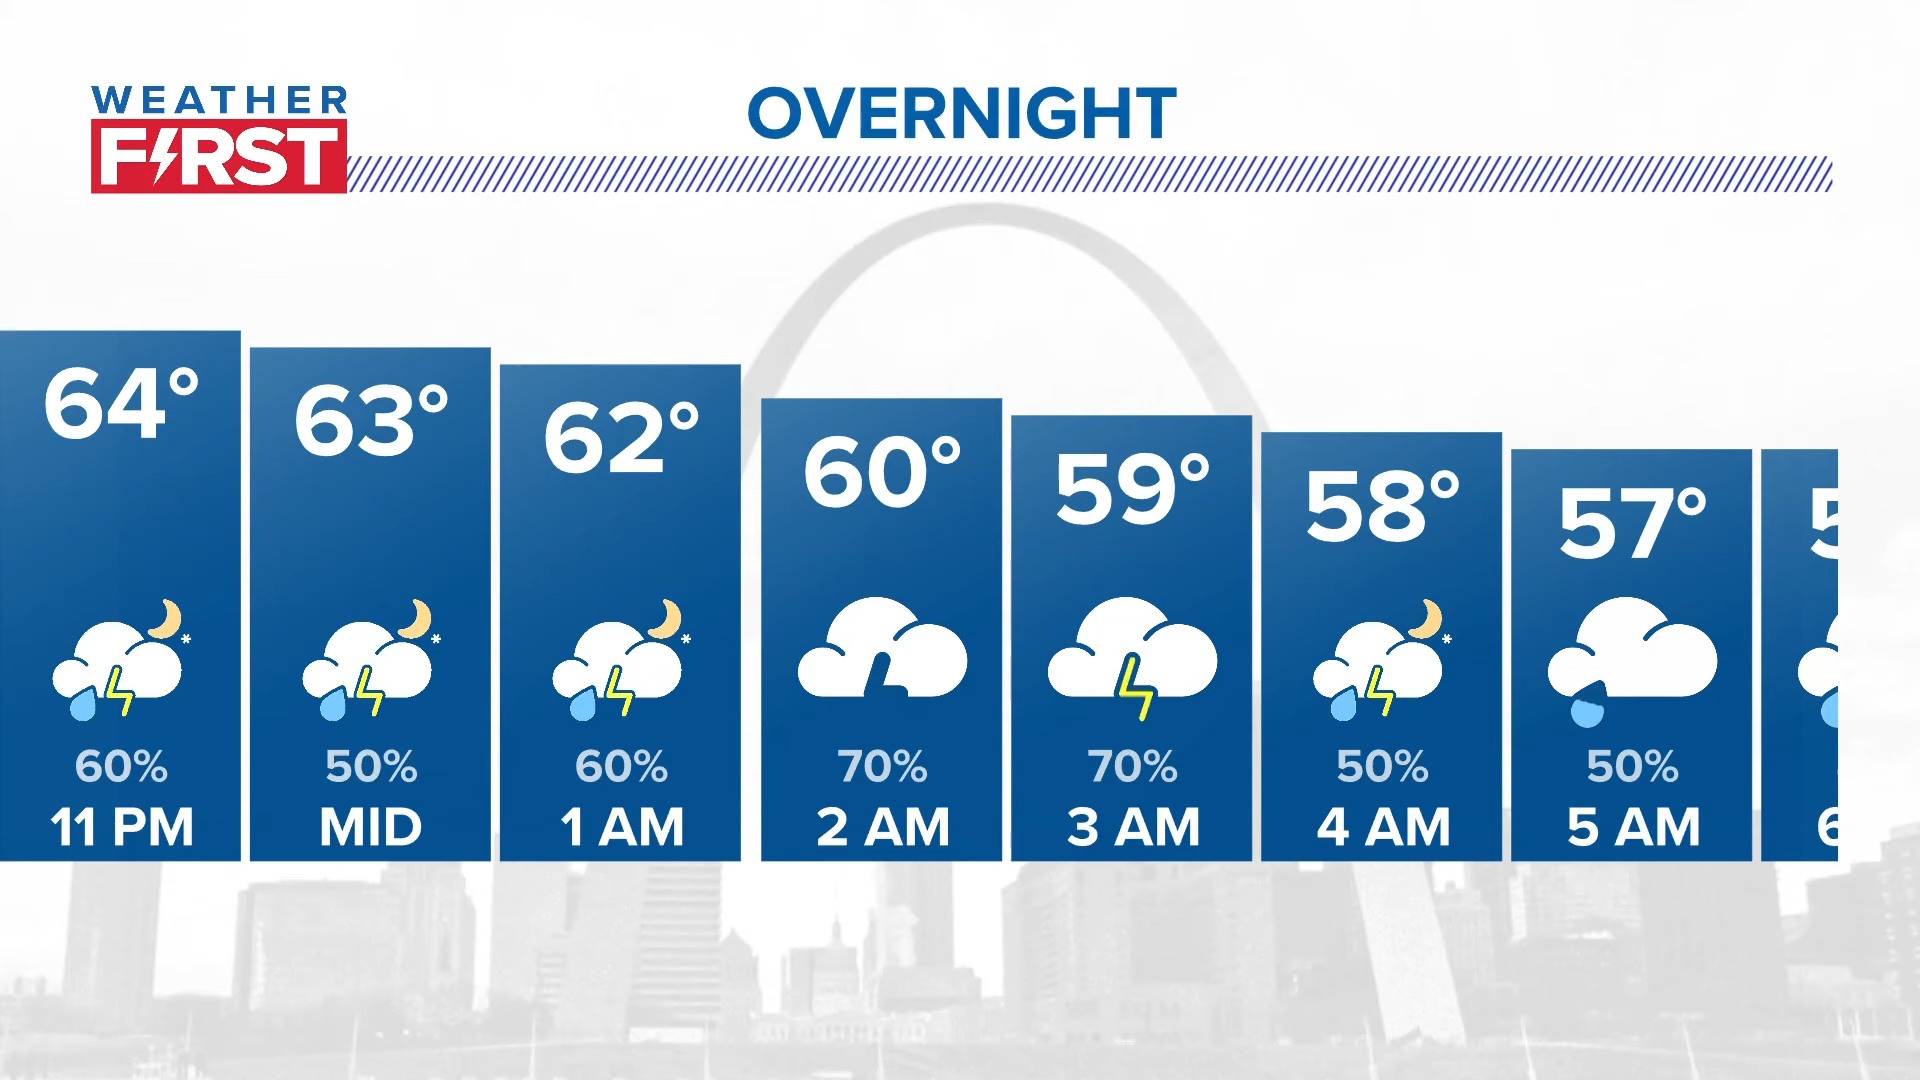 WEATHER
FIRST
OVERNIGHT
64° 63° 62° 60° 59° 58° 57°
60% 50% 60% 70% 70% 50% 50%
11 PM MID 1 AM 2 AM 3 AM 4 AM 5 AM